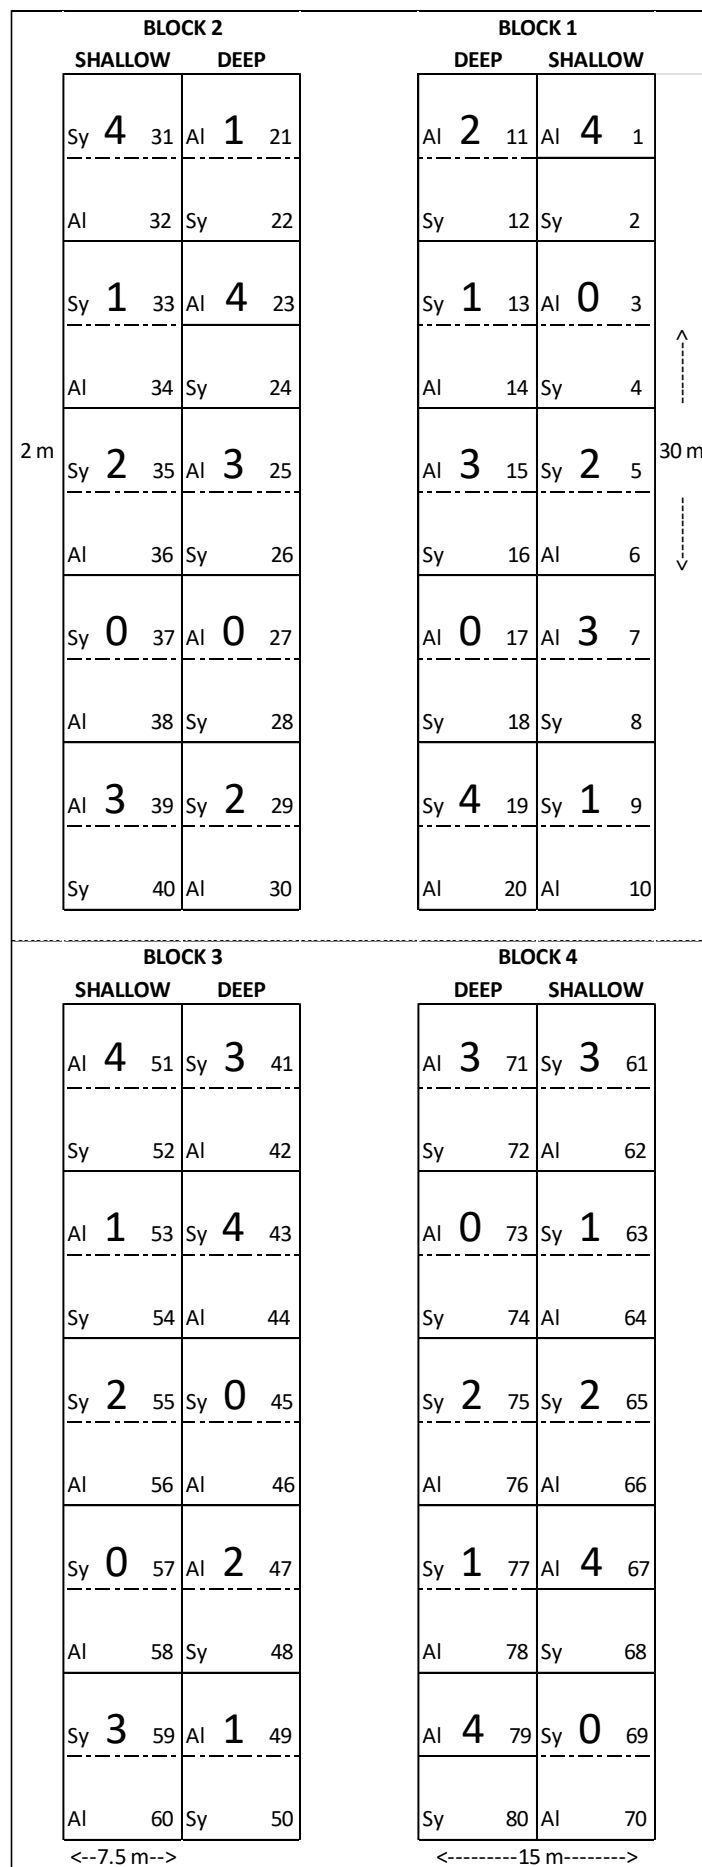 BLOCK 2 BLOCK 1
SHALLOW DEEP DEEP SHALLOW
Sy 4 31 Al 1 21 Al 2 11 Al 4 1
Al 32 Sy 22 Sy 12 Sy 2
Sy 1 33 Al 4 23 Sy 1 13 Al 0 3
Al 34 Sy 24 Al 14 Sy 4
2 m Sy 2 35 Al 3 25 Al 3 15 Sy 2 5 30 m
Al 36 Sy 26 Sy 16 Al 6
Sy 0 37 Al 0 27 Al 0 17 Al 3 7
Al 38 Sy 28 Sy 18 Sy 8
Al 3 39 Sy 2 29 Sy 4 19 Sy 1 9
Sy 40 Al 30 Al 20 Al 10
BLOCK 3 BLOCK 4
SHALLOW DEEP DEEP SHALLOW
Al 4 51 Sy 3 41 Al 3 71 Sy 3 61
Sy 52 Al 42 Sy 72 Al 62
Al 1 53 Sy 4 43 Al 0 73 Sy 1 63
Sy 54 Al 44 Sy 74 Al 64
Sy 2 55 Sy 0 45 Sy 2 75 Sy 2 65
Al 56 Al 46 Al 76 Al 66
Sy 0 57 Al 2 47 Sy 1 77 Al 4 67
Al 58 Sy 48 Al 78 Sy 68
Sy 3 59 Al 1 49 Al 4 79 Sy 0 69
Al 60 Sy 50 Sy 80 Al 70
<--7.5 m--> <---------15 m-------->